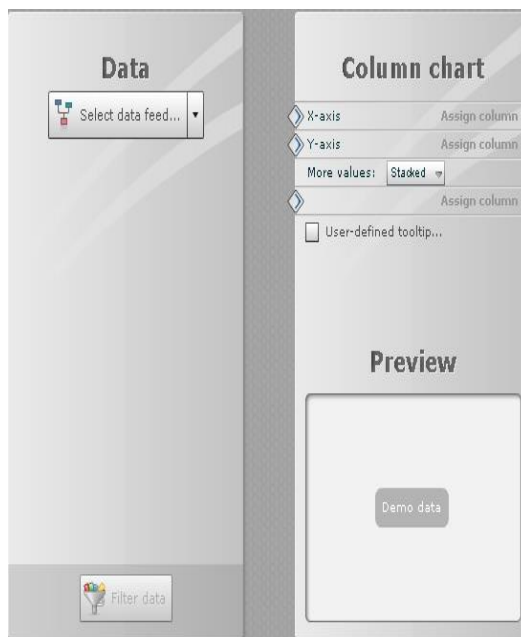 Data
Select data feed...
Filter data
Column chart
X-axis Assign column
Y-axis Assign column
More values: Stacked
Assign column
User-defined tooltip...
Preview
Demo data